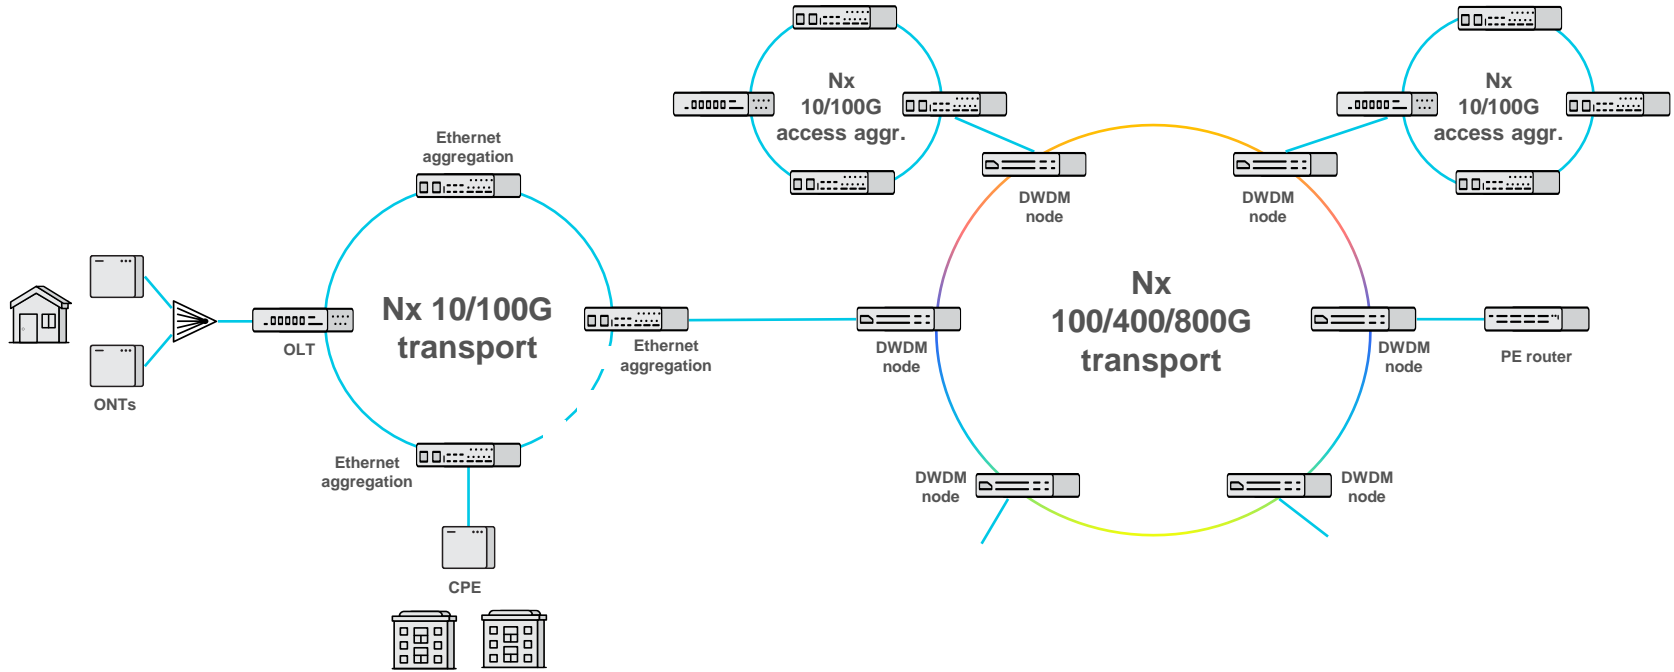 Nx
10/100G
access aggr.
Nx
10/100G
access aggr.
Ethernet
aggregation
DWDM
node
DWDM
node
Nx 10/100G
transport
Nx
100/400/800G
transport
OLT
Ethernet
aggregation
DWDM
node
DWDM
node
PE router
ONTs
Ethernet
aggregation
DWDM
node
DWDM
node
CPE